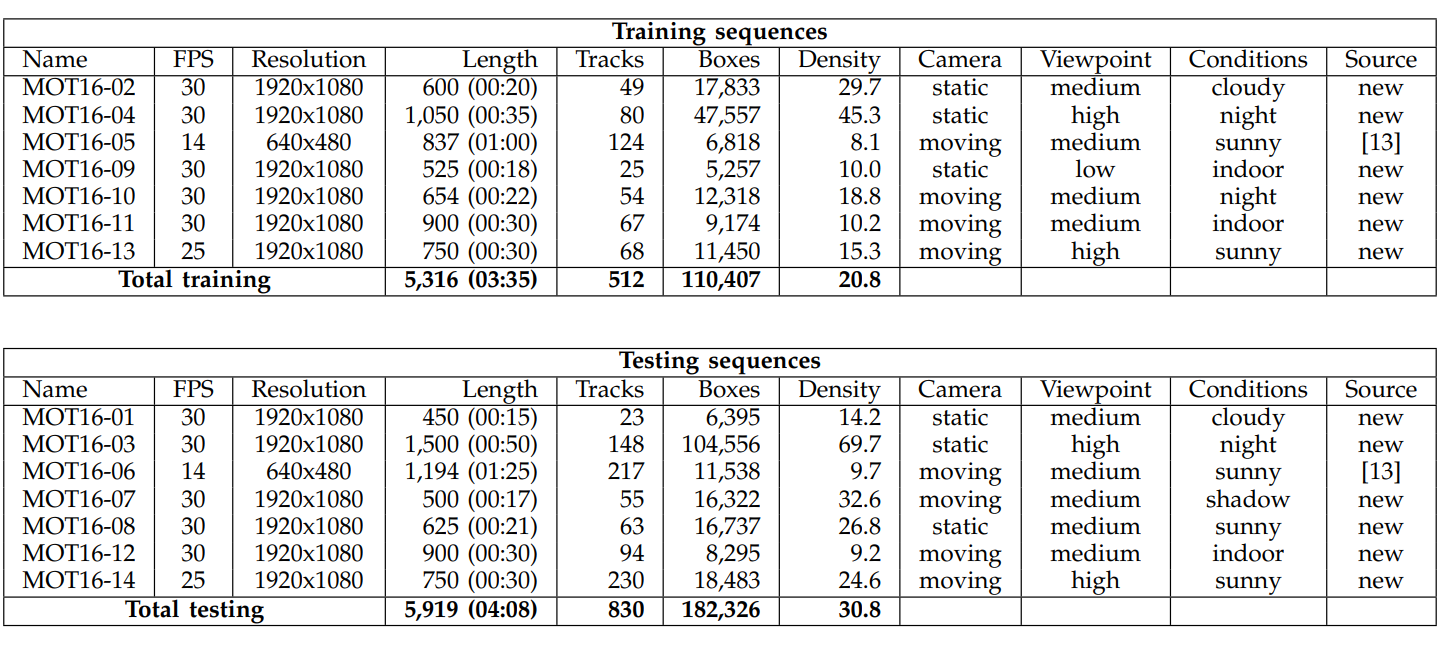 Training sequences
Name FPS Resolution Length Tracks Boxes Density Camera Viewpoint Conditions Source
MOT16-02 30 1920x1080 600 (00:20) 49 17,833 29.7 static medium cloudy new
MOT16-04 30 1920x1080 1,050 (00:35) 80 47,557 45.3 static high night new
MOT16-05 14 640x480 837 (01:00) 124 6,818 8.1 moving medium sunny [13]
MOT16-09 30 1920x1080 525 (00:18) 25 5,257 10.0 static low indoor new
MOT16-10 30 1920x1080 654 (00:22) 54 12,318 18.8 moving medium night new
MOT16-11 30 1920x1080 900 (00:30) 67 9,174 10.2 moving medium indoor new
MOT16-13 25 1920x1080 750 (00:30) 68 11,450 15.3 moving high sunny new
Total training 5,316 (03:35) 512 110,407 20.8
Testing sequences
Name FPS Resolution Length Tracks Boxes Density Camera Viewpoint Conditions Source
MOT16-01 30 1920x1080 450 (00:15) 23 6,395 14.2 static medium cloudy new
MOT16-03 30 1920x1080 1,500 (00:50) 148 104,556 69.7 static high night new
MOT16-06 14 640x480 1,194 (01:25) 217 11,538 9.7 moving medium sunny [13]
MOT16-07 30 1920x1080 500 (00:17) 55 16,322 32.6 moving medium shadow new
MOT16-08 30 1920x1080 625 (00:21) 63 16,737 26.8 static medium sunny new
MOT16-12 30 1920x1080 900 (00:30) 94 8,295 9.2 moving medium indoor new
MOT16-14 25 1920x1080 750 (00:30) 230 18,483 24.6 moving high sunny new
Total testing 5,919 (04:08) 830 182,326 30.8